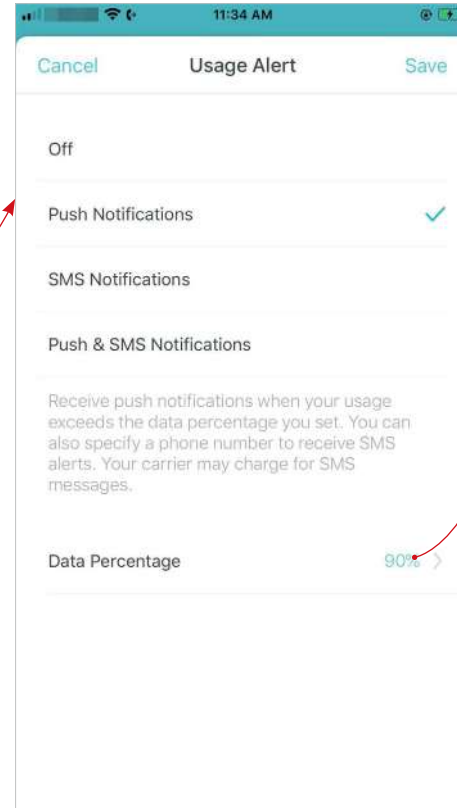 11:34 AM
Cancel Usage Alert Save
Off
Push Notifications
SMS Notifications
Push & SMS Notifications
Receive push notifications when your usage
exceeds the data percentage you set. You can
also specify a phone number to receive SMS
alerts. Your carrier may charge for SMS
messages.
Data Percentage 90%